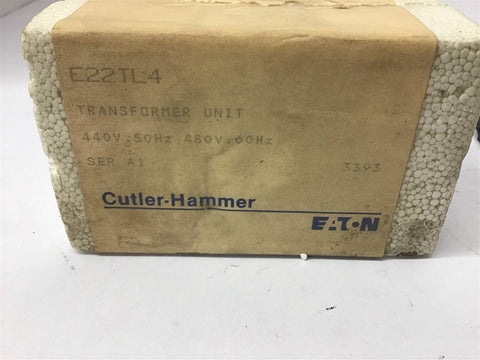 E22TL4
TRANSFORMER UNIT
440V.50Hz 480V.60Hz
SER A1 3393
Cutler-Hammer
EATON